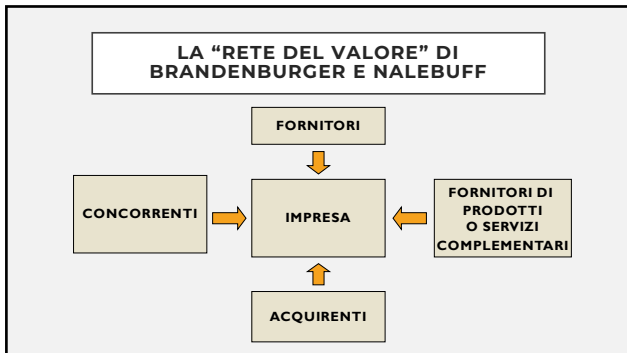 LA “RETE DEL VALORE” DI
BRANDENBURGER E NALEBUFF
FORNITORI
CONCORRENTI
IMPRESA
FORNITORI DI
PRODOTTI
O SERVIZI
COMPLEMENTARI
ACQUIRENTI